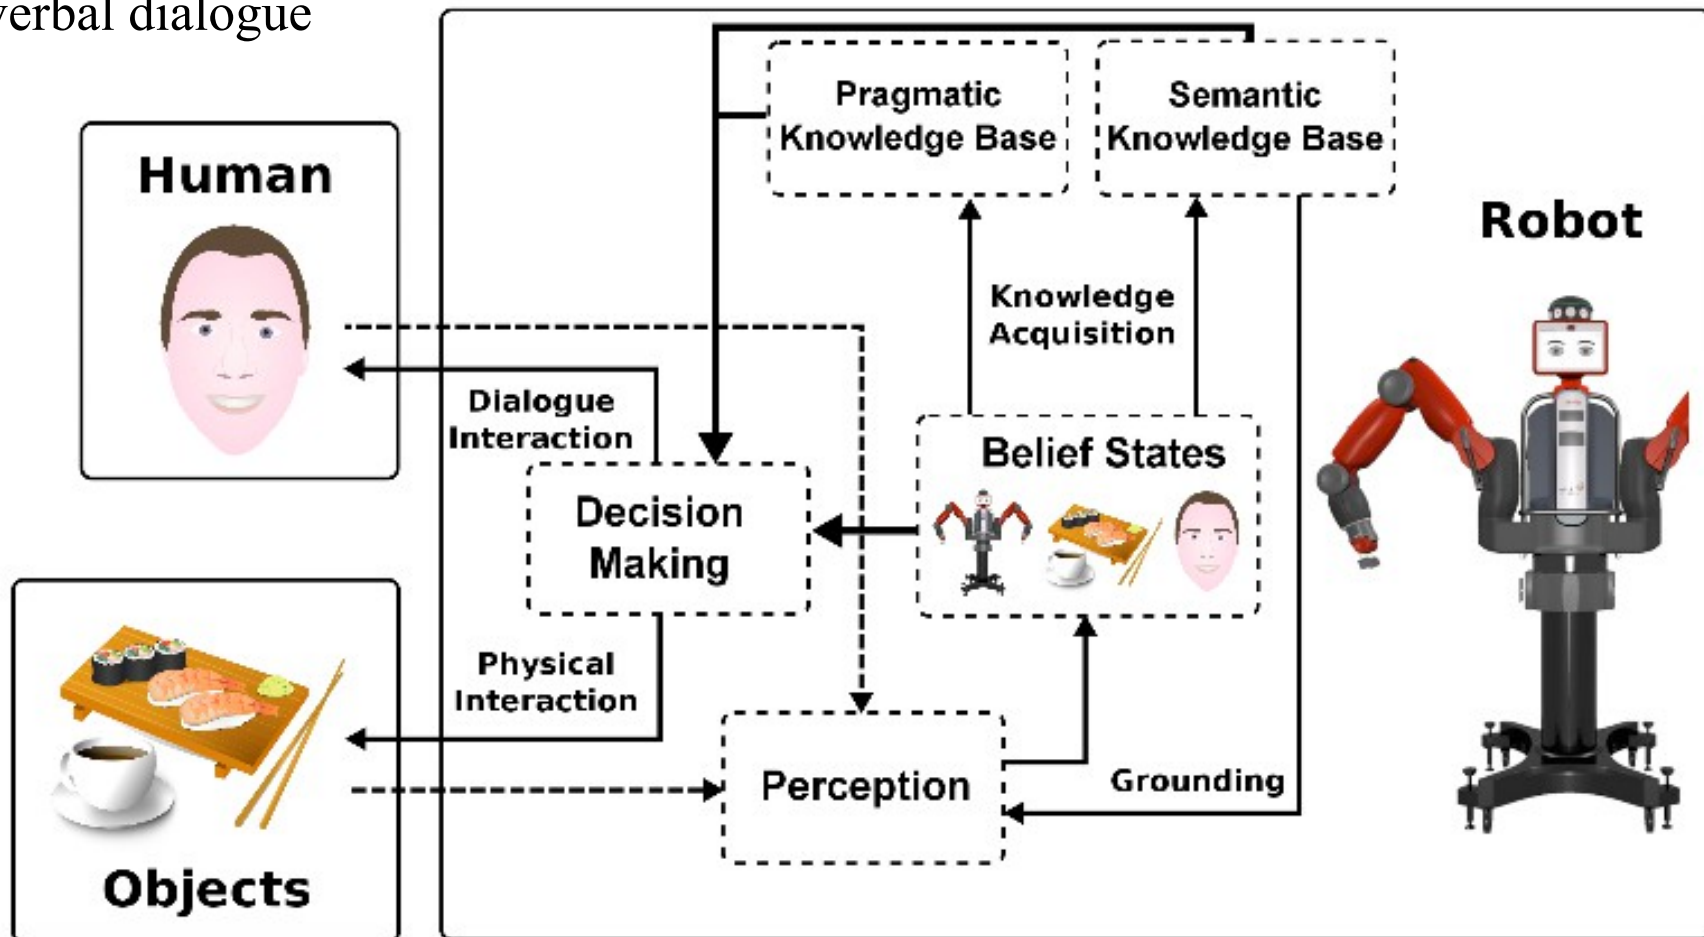 verbal dialogue
Human
Pragmatic
Knowledge Base
Semantic
Knowledge Base
Robot
Knowledge
Acquisition
Dialogue
Interaction
Belief States
Decision
Making
Physical
Interaction
Perception
Grounding
Objects